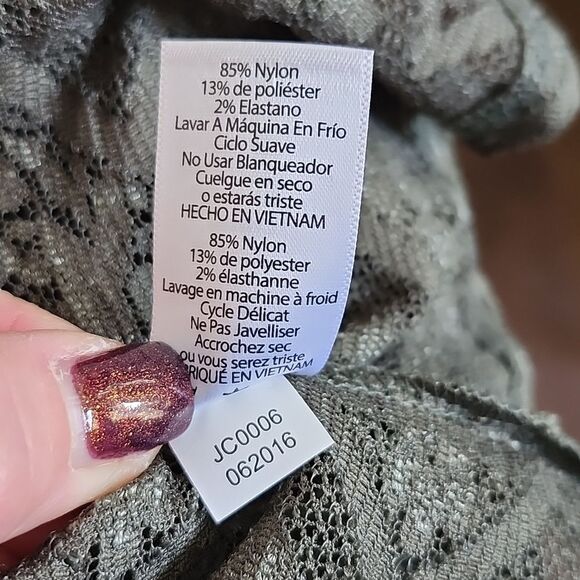 85% Nylon
13% de poliéster
2% Elastano
Lavar A Máquina En Frío
Ciclo Suave
No Usar Blanqueador
Cuelgue en seco
o estarás triste
HECHO EN VIETNAM
85% Nylon
13% de polyester
2% élasthanne
Lavage en machine à froid
Cycle Délicat
Ne Pas Javelliser
Accrochez sec
ou vous serez triste
EN VIETNAM
JC0006
062016